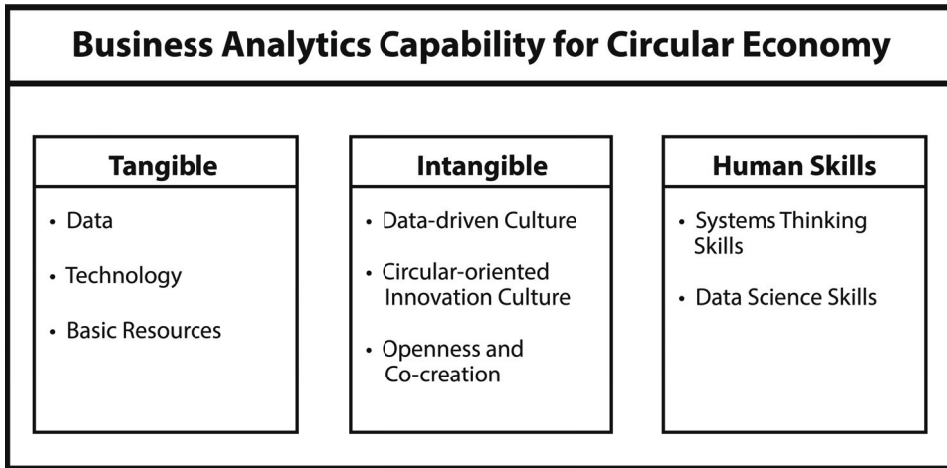 Business Analytics Capability for Circular Economy
Tangible
• Data
• Technology
• Basic Resources
Intangible
• Data-driven Culture
• Circular-oriented
Innovation Culture
• Openness and
Co-creation
Human Skills
• Systems Thinking
Skills
• Data Science Skills